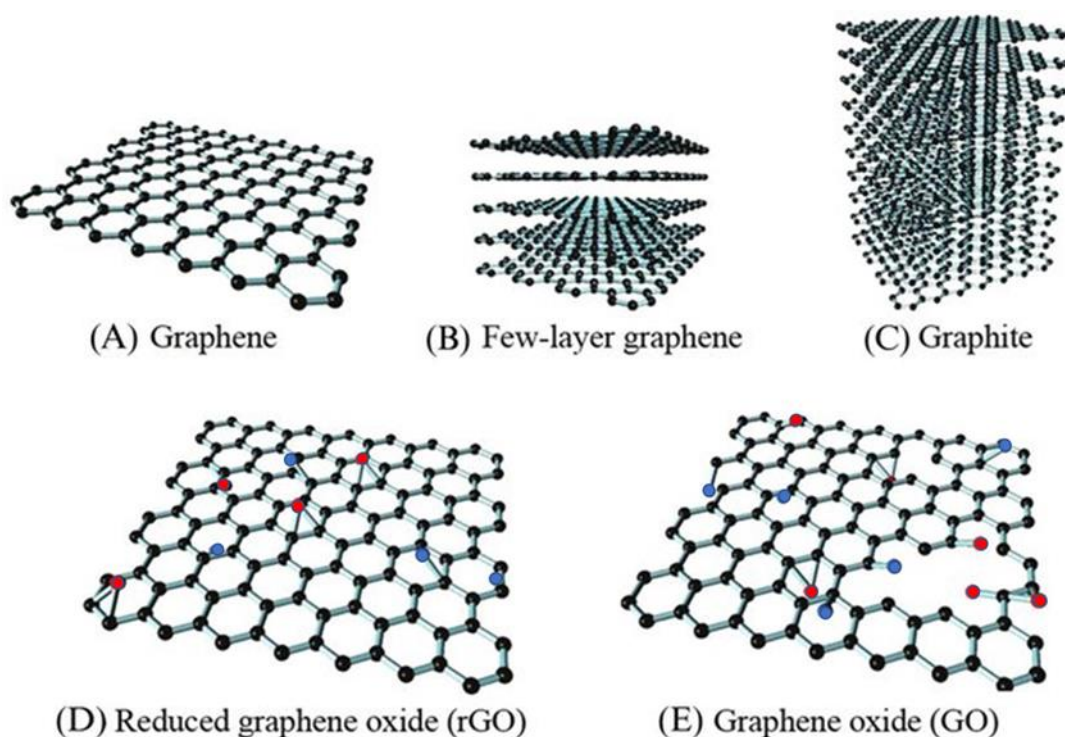 (A) Graphene
(B) Few-layer graphene
(C) Graphite
(D) Reduced graphene oxide (rGO)
(E) Graphene oxide (GO)